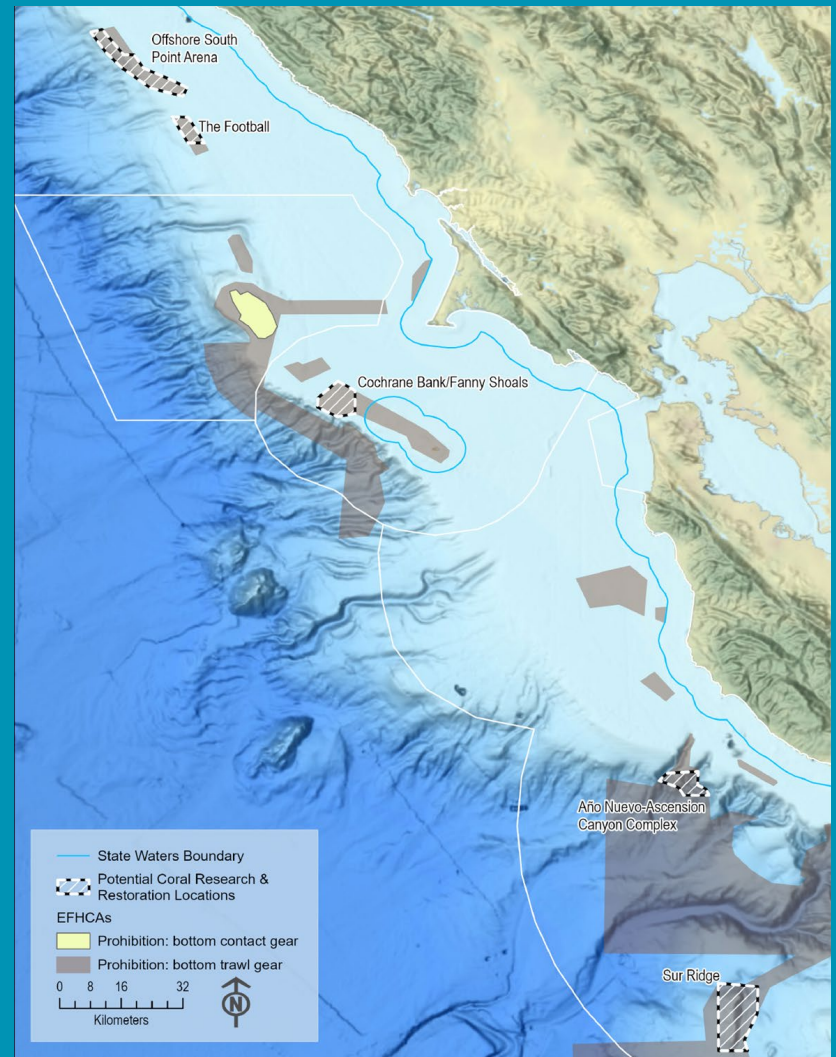 Offshore South
Point Arena
The Football
Cochrane Bank/Fanny Shoals
Año Nuevo-Ascension
Canyon Complex
Sur Ridge
State Waters Boundary
Potential Coral Research &
Restoration Locations
EFHCAs
Prohibition: bottom contact gear
Prohibition: bottom trawl gear
0 8 16 32
Kilometers
N